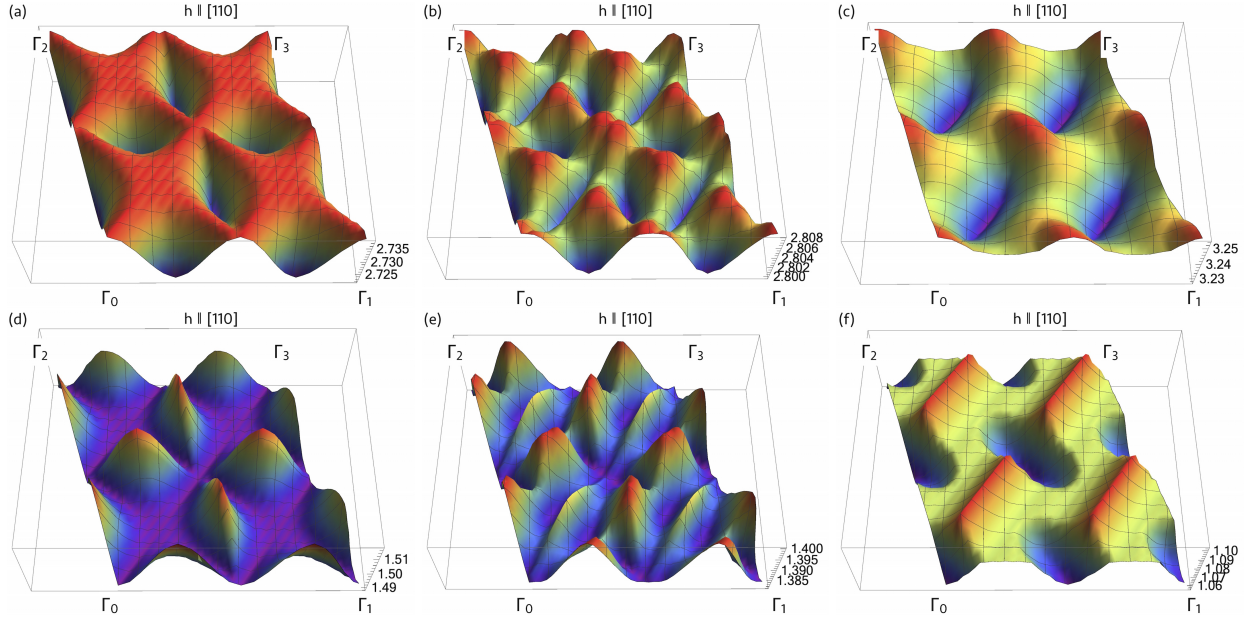 (a) h ∥ [110]
Γ2 Γ3
2.735
2.730
2.725
Γ0 Γ1
(b) h ∥ [110]
Γ2 Γ3
2.808
2.806
2.804
2.802
2.800
Γ0 Γ1
(c) h ∥ [110]
Γ2 Γ3
3.25
3.24
3.23
Γ0 Γ1
(d) h ∥ [110]
Γ2 Γ3
1.51
1.50
1.49
Γ0 Γ1
(e) h ∥ [110]
Γ2 Γ3
1.400
1.395
1.390
1.385
Γ0 Γ1
(f) h ∥ [110]
Γ2 Γ3
1.10
1.09
1.08
1.07
1.06
Γ0 Γ1